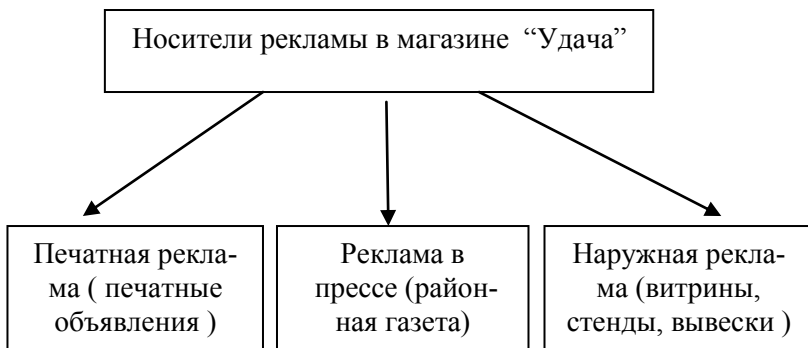 Носители рекламы в магазине “Удача”
Печатная рекла-
ма ( печатные
объявления )
Реклама в
прессе (район-
ная газета)
Наружная рекла-
ма (витрины,
стенды, вывески )